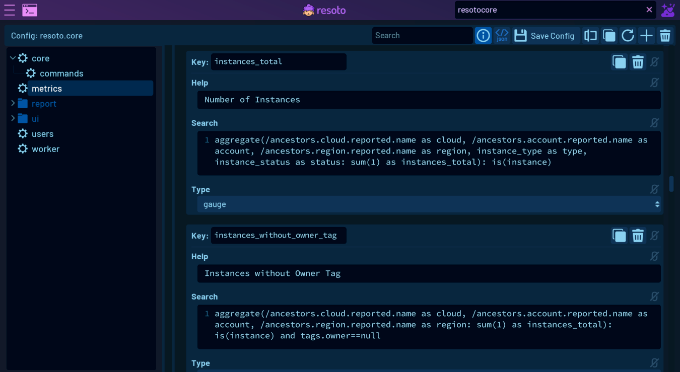 resoto
resotocore
Config: resoto.core
Search
Save Config
core
commands
metrics
report
ui
users
worker
Key: instances_total
Help
Number of Instances
Search
1 aggregate(/ancestors.cloud.reported.name as cloud, /ancestors.account.reported.name as
account, /ancestors.region.reported.name as region, instance_type as type,
instance_status as status: sum(1) as instances_total): is(instance)
Type
gauge
Key: instances_without_owner_tag
Help
Instances without Owner Tag
Search
1 aggregate(/ancestors.cloud.reported.name as cloud, /ancestors.account.reported.name as
account, /ancestors.region.reported.name as region: sum(1) as instances_total):
is(instance) and tags.owner==null
Type